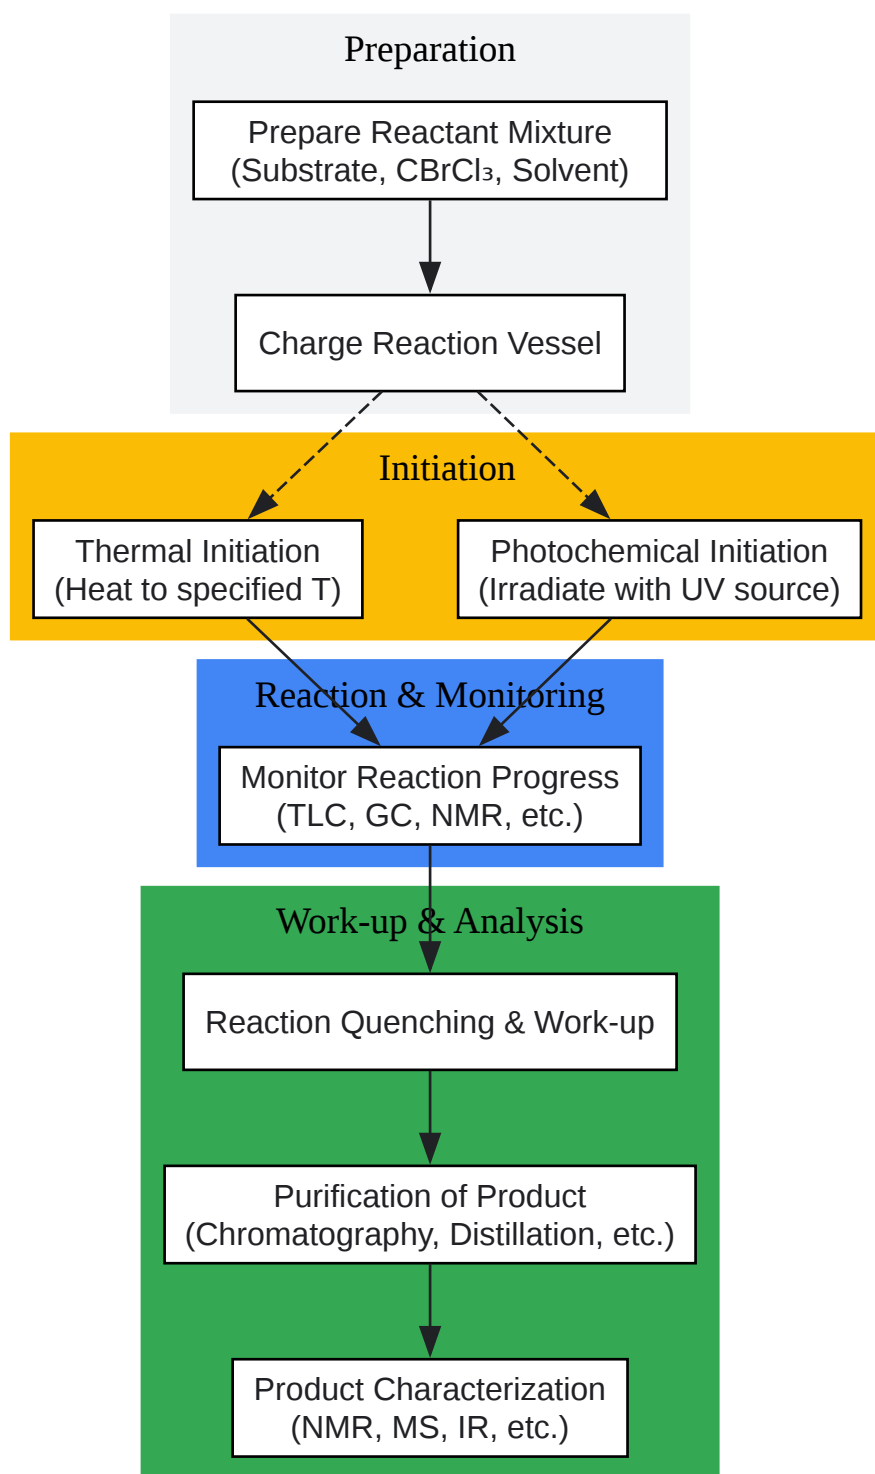 Preparation
Prepare Reactant Mixture
(Substrate, CBrCl₃, Solvent)
Charge Reaction Vessel
Initiation
Thermal Initiation
(Heat to specified T)
Photochemical Initiation
(Irradiate with UV source)
Reaction & Monitoring
Monitor Reaction Progress
(TLC, GC, NMR, etc.)
Work-up & Analysis
Reaction Quenching & Work-up
Purification of Product
(Chromatography, Distillation, etc.)
Product Characterization
(NMR, MS, IR, etc.)